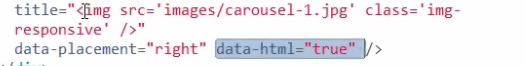 title="<img src='images/carousel-1.jpg' class='img-
responsive' />"
data-placement="right" data-html="true" />